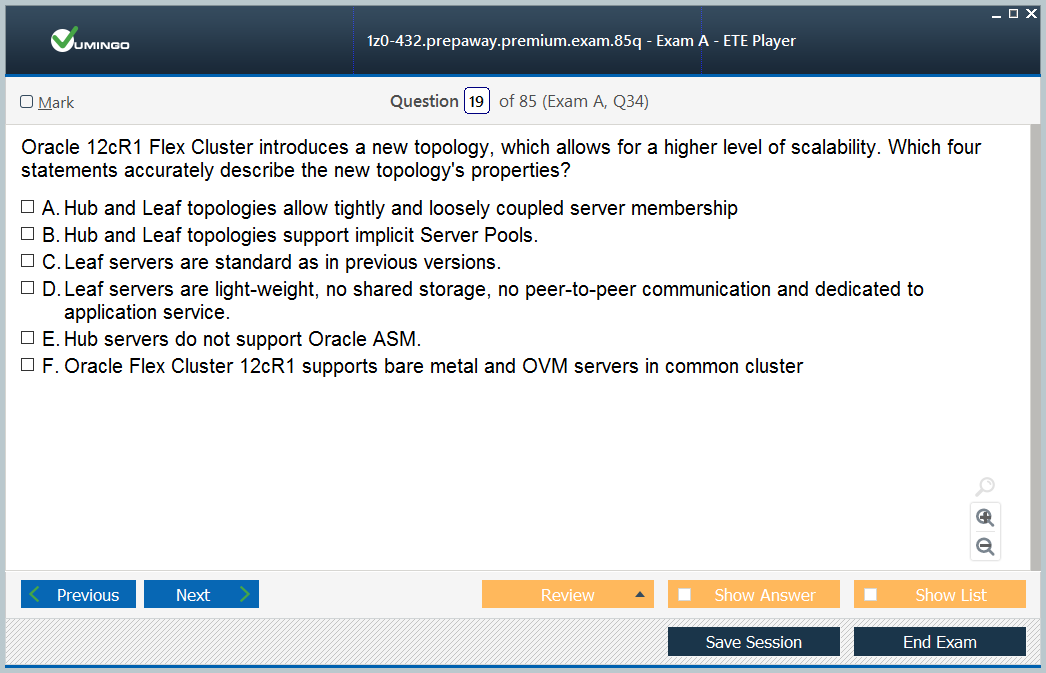 VUMINGO
1z0-432.prepaway.premium.exam.85q - Exam A - ETE Player
Mark
Question 19 of 85 (Exam A, Q34)
Oracle 12cR1 Flex Cluster introduces a new topology, which allows for a higher level of scalability. Which four
statements accurately describe the new topology's properties?
A. Hub and Leaf topologies allow tightly and loosely coupled server membership
B. Hub and Leaf topologies support implicit Server Pools.
C. Leaf servers are standard as in previous versions.
D. Leaf servers are light-weight, no shared storage, no peer-to-peer communication and dedicated to
application service.
E. Hub servers do not support Oracle ASM.
F. Oracle Flex Cluster 12cR1 supports bare metal and OVM servers in common cluster
Previous
Next
Review
Show Answer
Show List
Save Session
End Exam